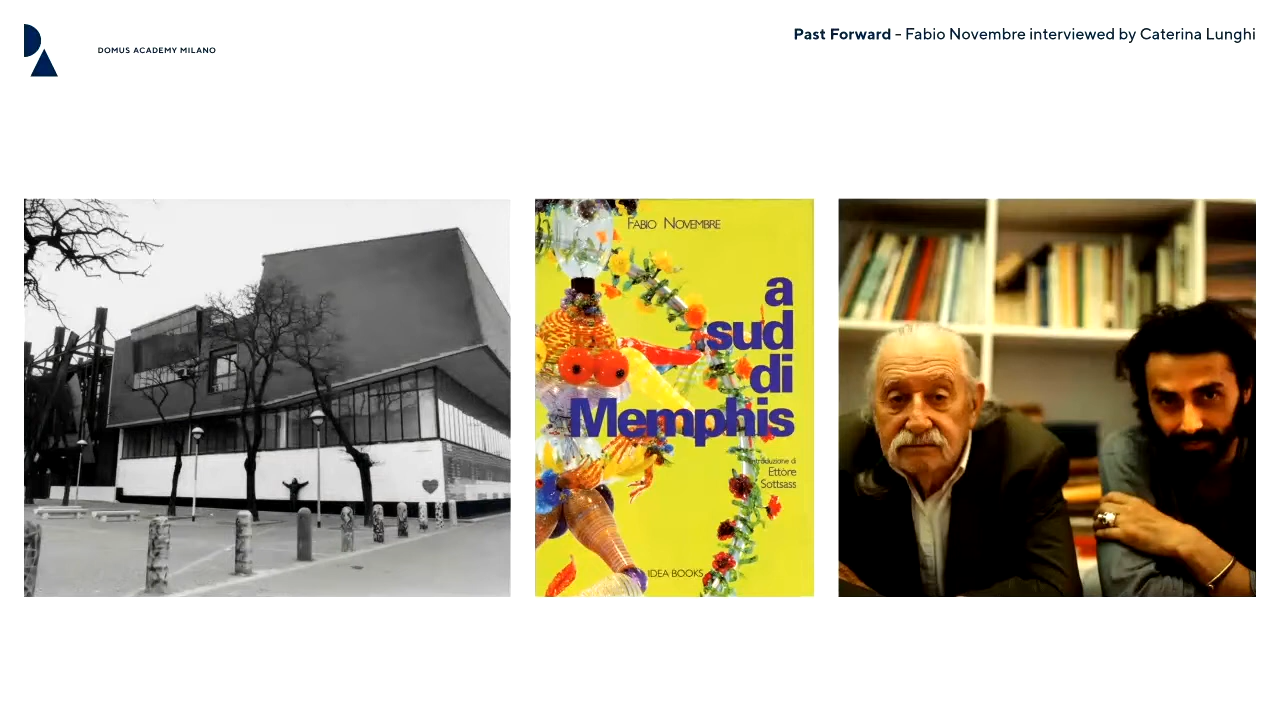 DOMUS ACADEMY MILANO
Past Forward - Fabio Novembre interviewed by Caterina Lunghi
FABIO NOVEMBRE
a
sud
di
Memphis
introduzione di
Ettore
Sottsass
IDEA BOOKS